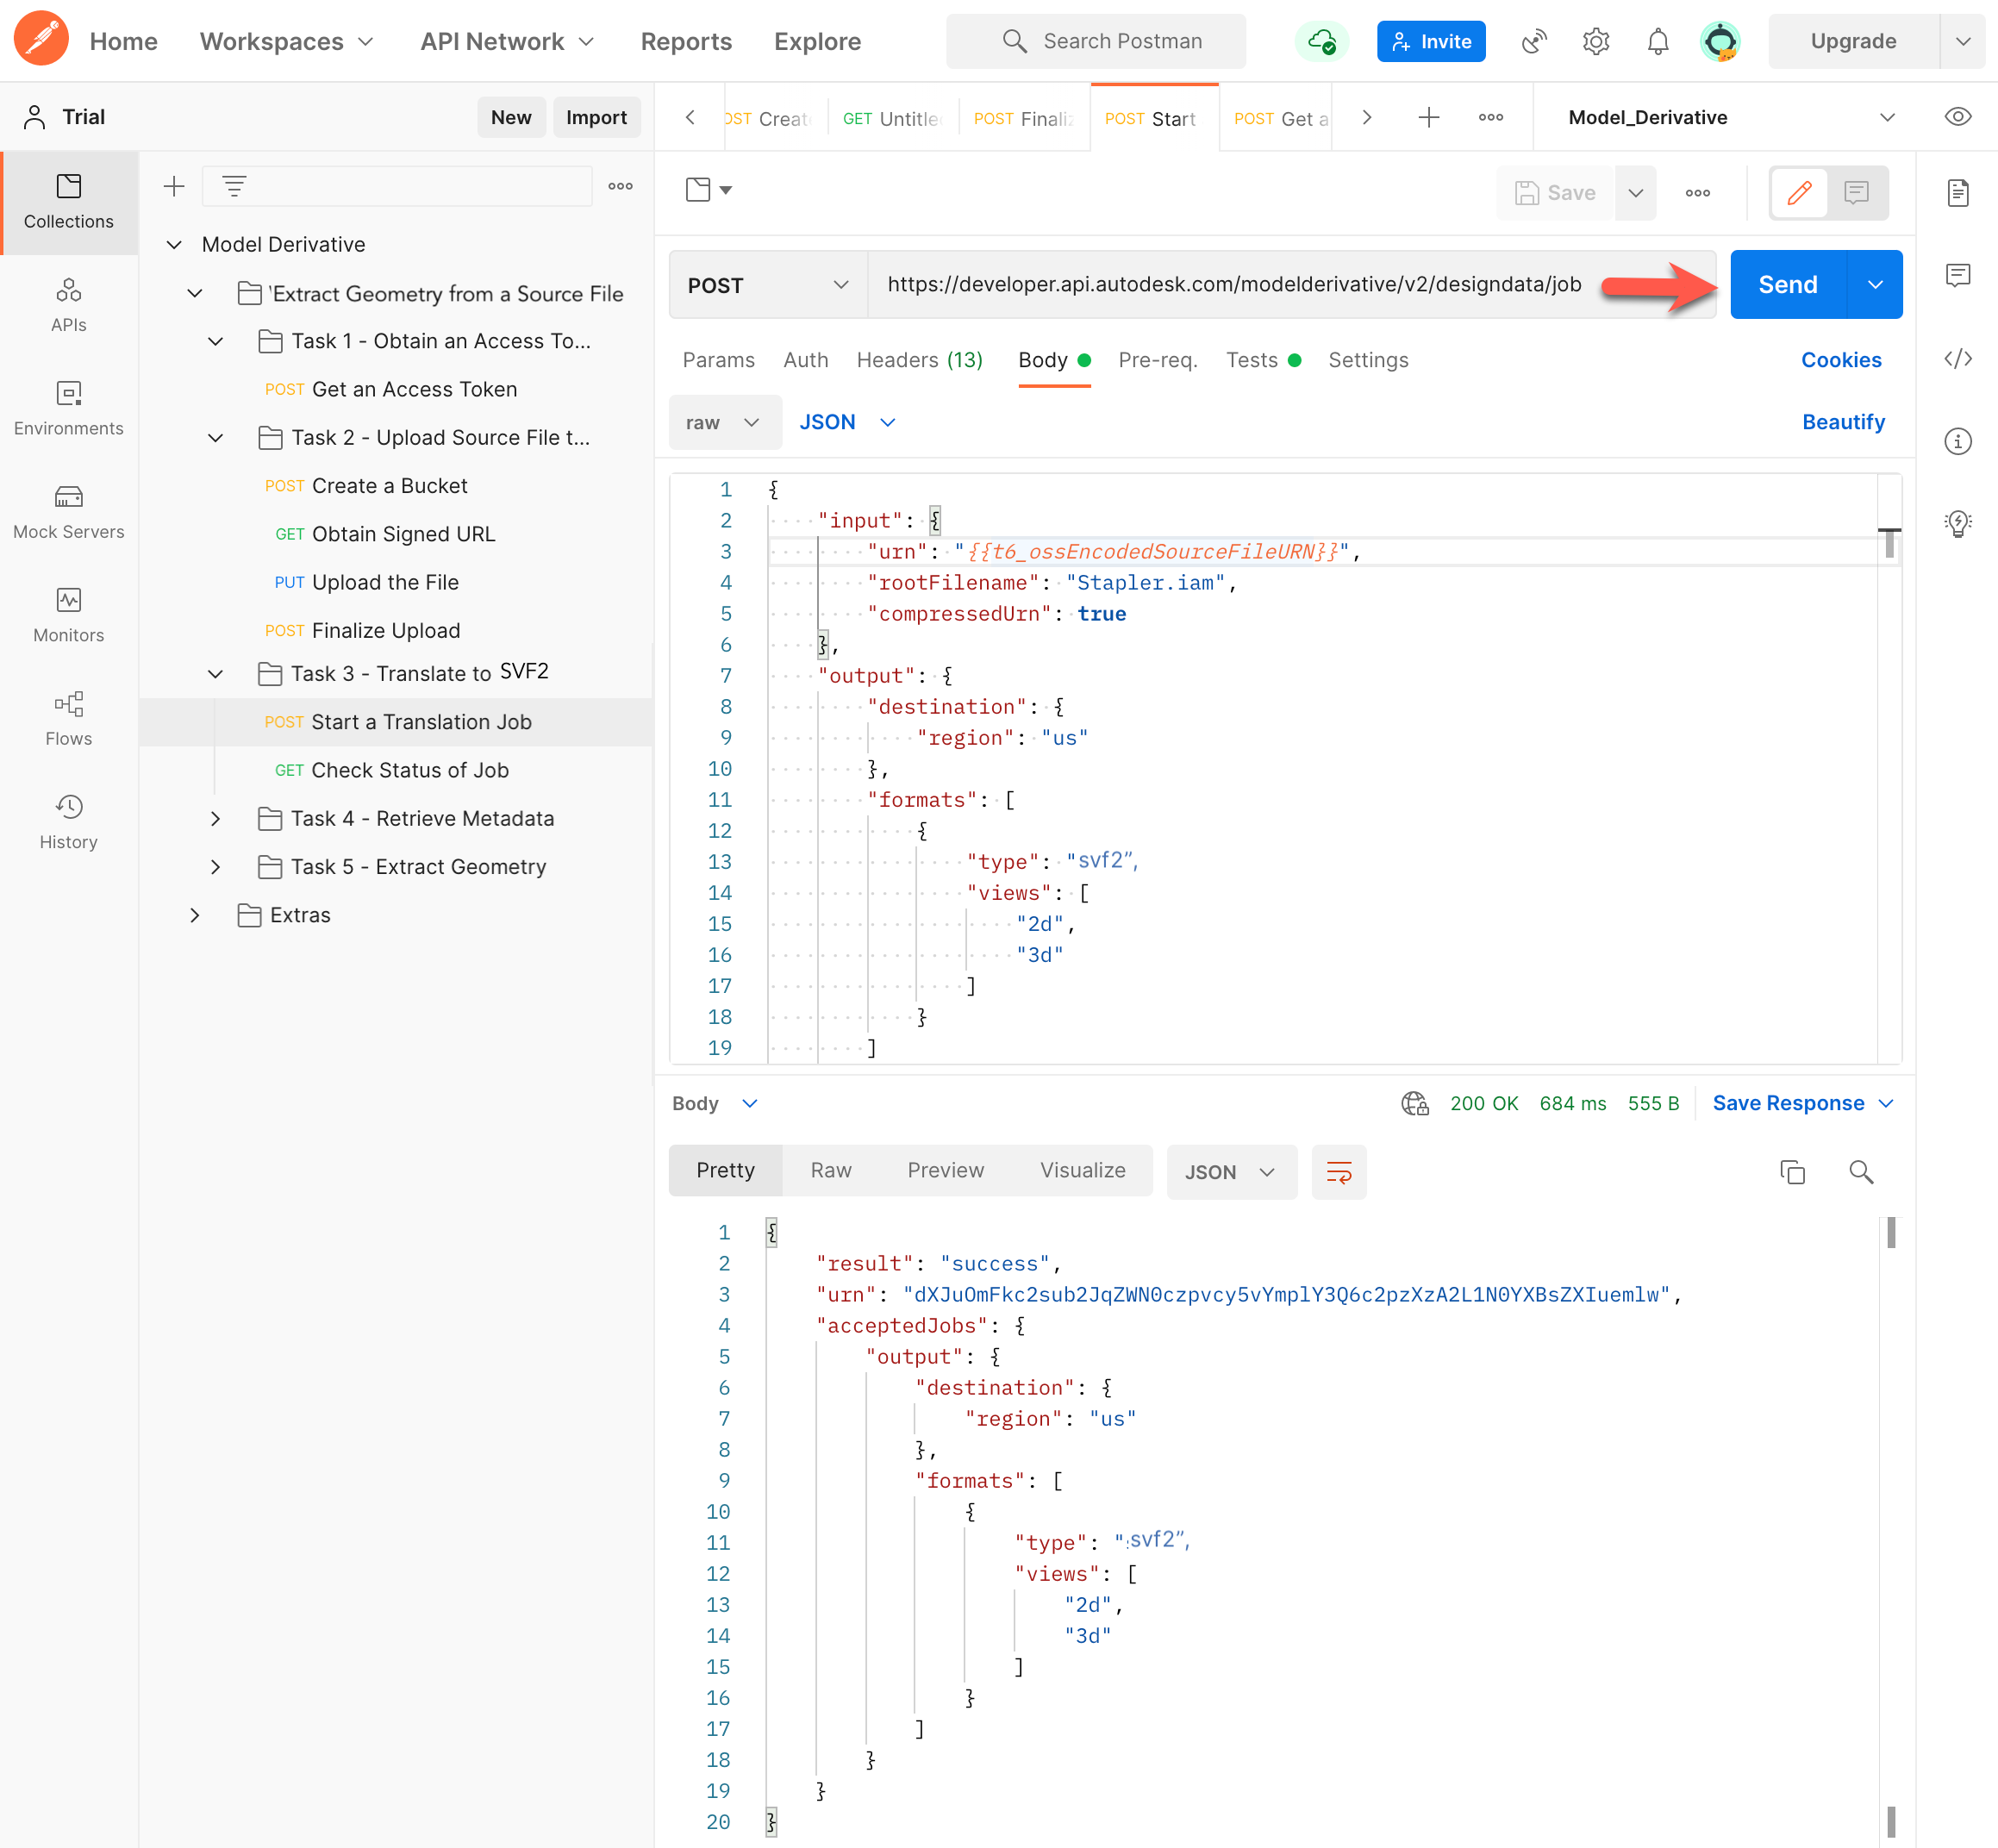 Home Workspaces API Network Reports Explore Search Postman Invite Upgrade
Trial New Import
GET Untitle POST Finaliz POST Start POST Get a Model_Derivative
Collections
APIs
Environments
Mock Servers
Monitors
Flows
History
Model Derivative
Extract Geometry from a Source File
Task 1 - Obtain an Access To...
POST Get an Access Token
Task 2 - Upload Source File t...
POST Create a Bucket
GET Obtain Signed URL
PUT Upload the File
POST Finalize Upload
Task 3 - Translate to SVF2
POST Start a Translation Job
GET Check Status of Job
Task 4 - Retrieve Metadata
Task 5 - Extract Geometry
Extras
Save
POST https://developer.api.autodesk.com/modelderivative/v2/designdata/job Send
Params Auth Headers (13) Body Pre-req. Tests Settings Cookies
raw JSON Beautify
1 {
2 "input": {
3 "urn": "{{t6_ossEncodedSourceFileURN}}",
4 "rootFilename": "Stapler.iam",
5 "compressedUrn": true
6 },
7 "output": {
8 "destination": {
9 "region": "us"
10 },
11 "formats": [
12 {
13 "type": "svf2”,
14 "views": [
15 "2d",
16 "3d"
17 ]
18 }
19 ]
Body 200 OK 684 ms 555 B Save Response
Pretty Raw Preview Visualize JSON
1 {
2 "result": "success",
3 "urn": "dXJuOmFkc2sub2JqZWN0czpvcy5vYmplY3Q6c2pzXzA2L1N0YXBsZXIuemlw",
4 "acceptedJobs": {
5 "output": {
6 "destination": {
7 "region": "us"
8 },
9 "formats": [
10 {
11 "type": "svf2”,
12 "views": [
13 "2d",
14 "3d"
15 ]
16 }
17 ]
18 }
19 }
20 }